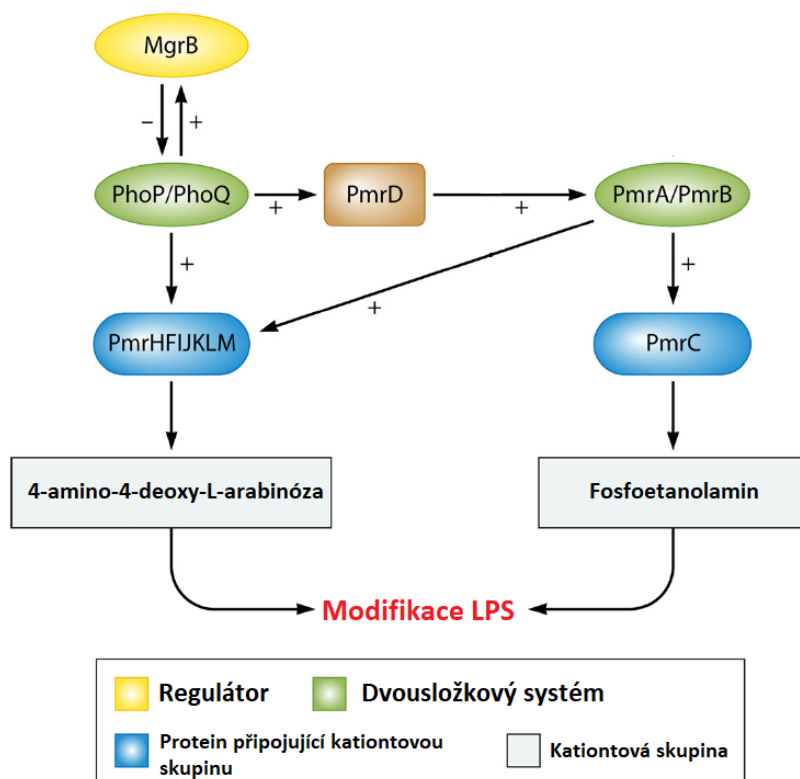 MgrB
− +
PhoP/PhoQ + PmrD + PmrA/PmrB
+ + +
PmrHFIJKLM PmrC
4-amino-4-deoxy-L-arabinóza Fosfoetanolamin
Modifikace LPS
Regulátor Dvousložkový systém
Protein připojující kationtovou
skupinu
Kationtová skupina